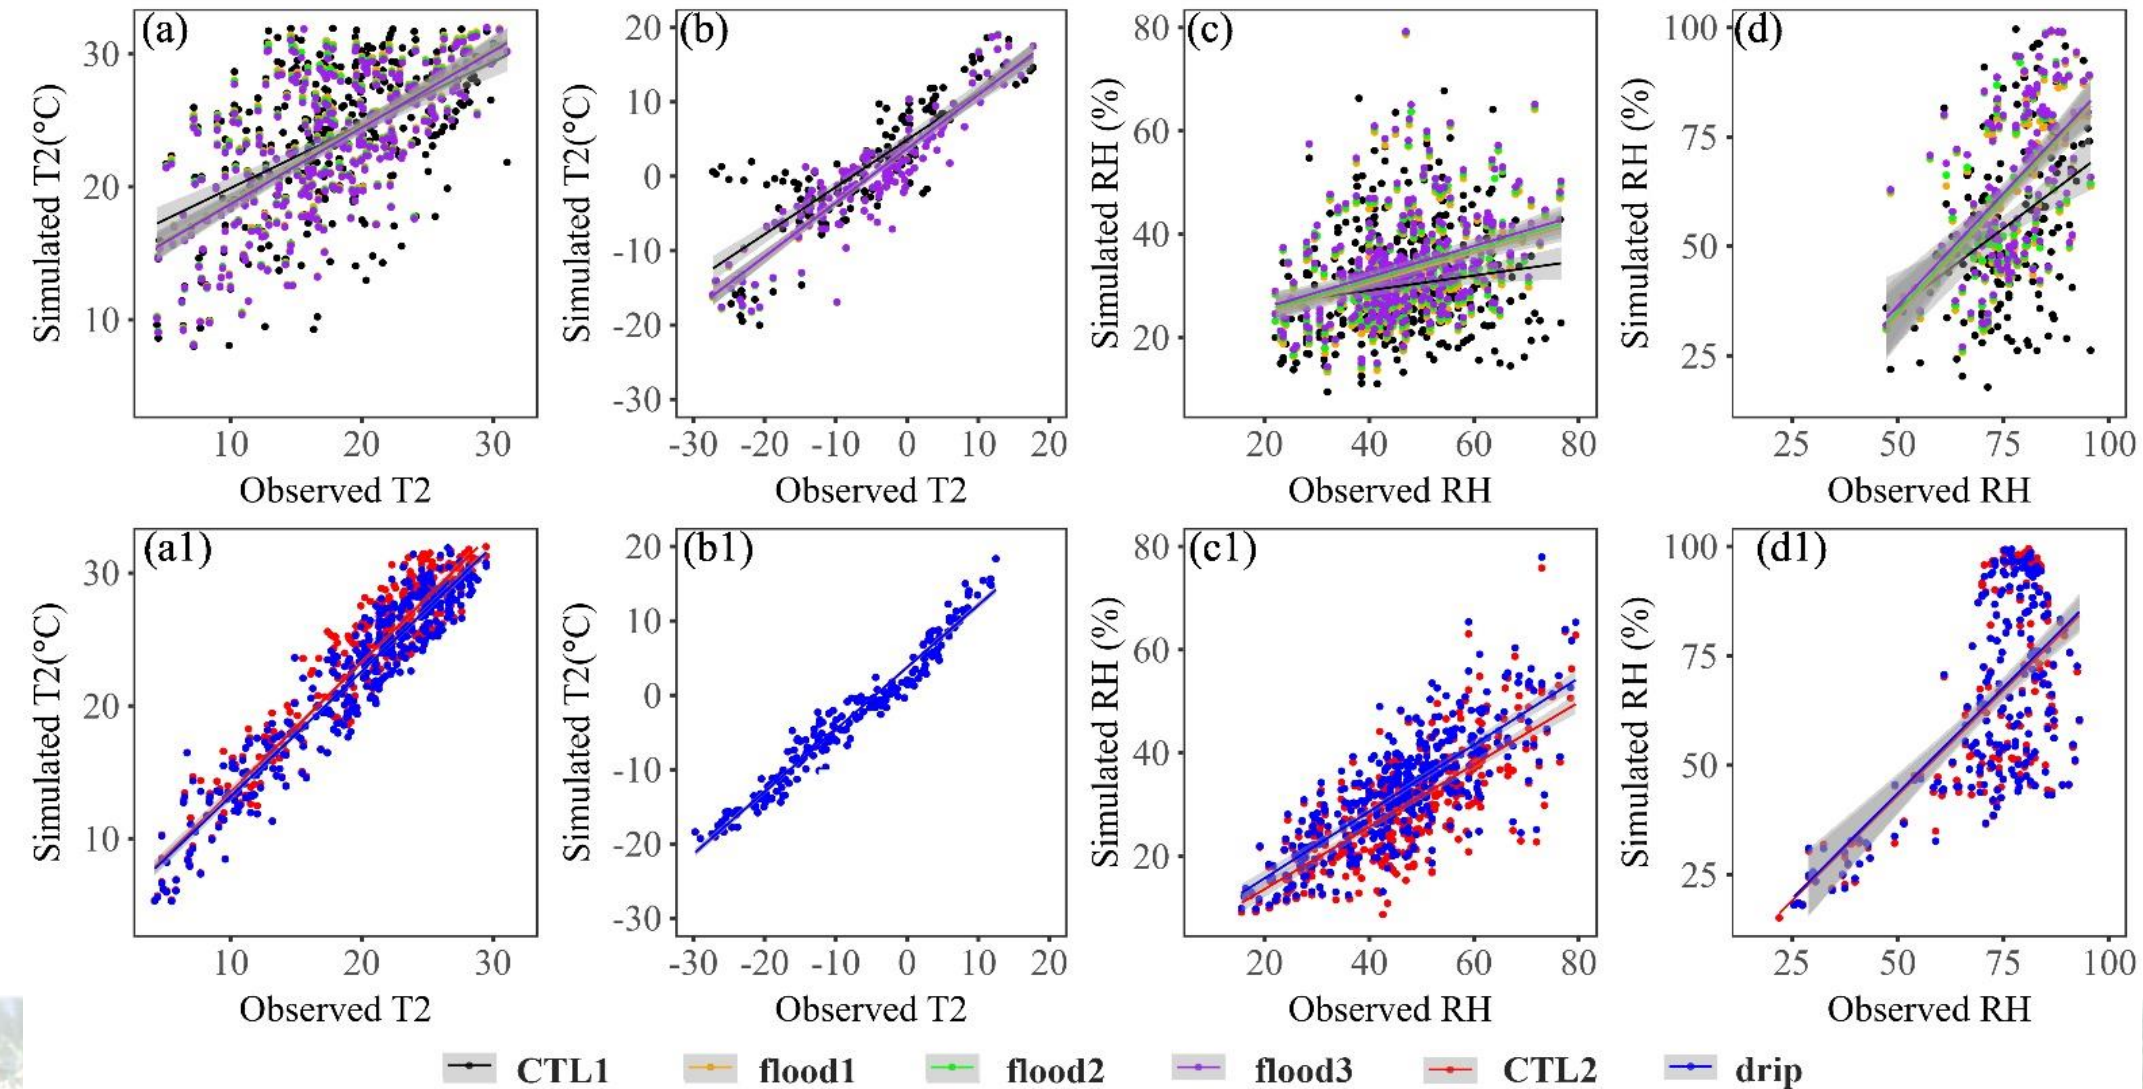 (a)
Simulated T2(°C)
30
20
10
10 20 30
Observed T2
(b)
Simulated T2(°C)
20
10
0
-10
-20
-30
-30 -20 -10 0 10 20
Observed T2
(c)
Simulated RH (%)
80
60
40
20
20 40 60 80
Observed RH
(d)
Simulated RH (%)
100
75
50
25
25 50 75 100
Observed RH
(a1)
Simulated T2(°C)
30
20
10
10 20 30
Observed T2
(b1)
Simulated T2(°C)
20
10
0
-10
-20
-30
-30 -20 -10 0 10 20
Observed T2
(c1)
Simulated RH (%)
80
60
40
20
20 40 60 80
Observed RH
(d1)
Simulated RH (%)
100
75
50
25
25 50 75 100
Observed RH
CTL1 flood1 flood2 flood3 CTL2 drip